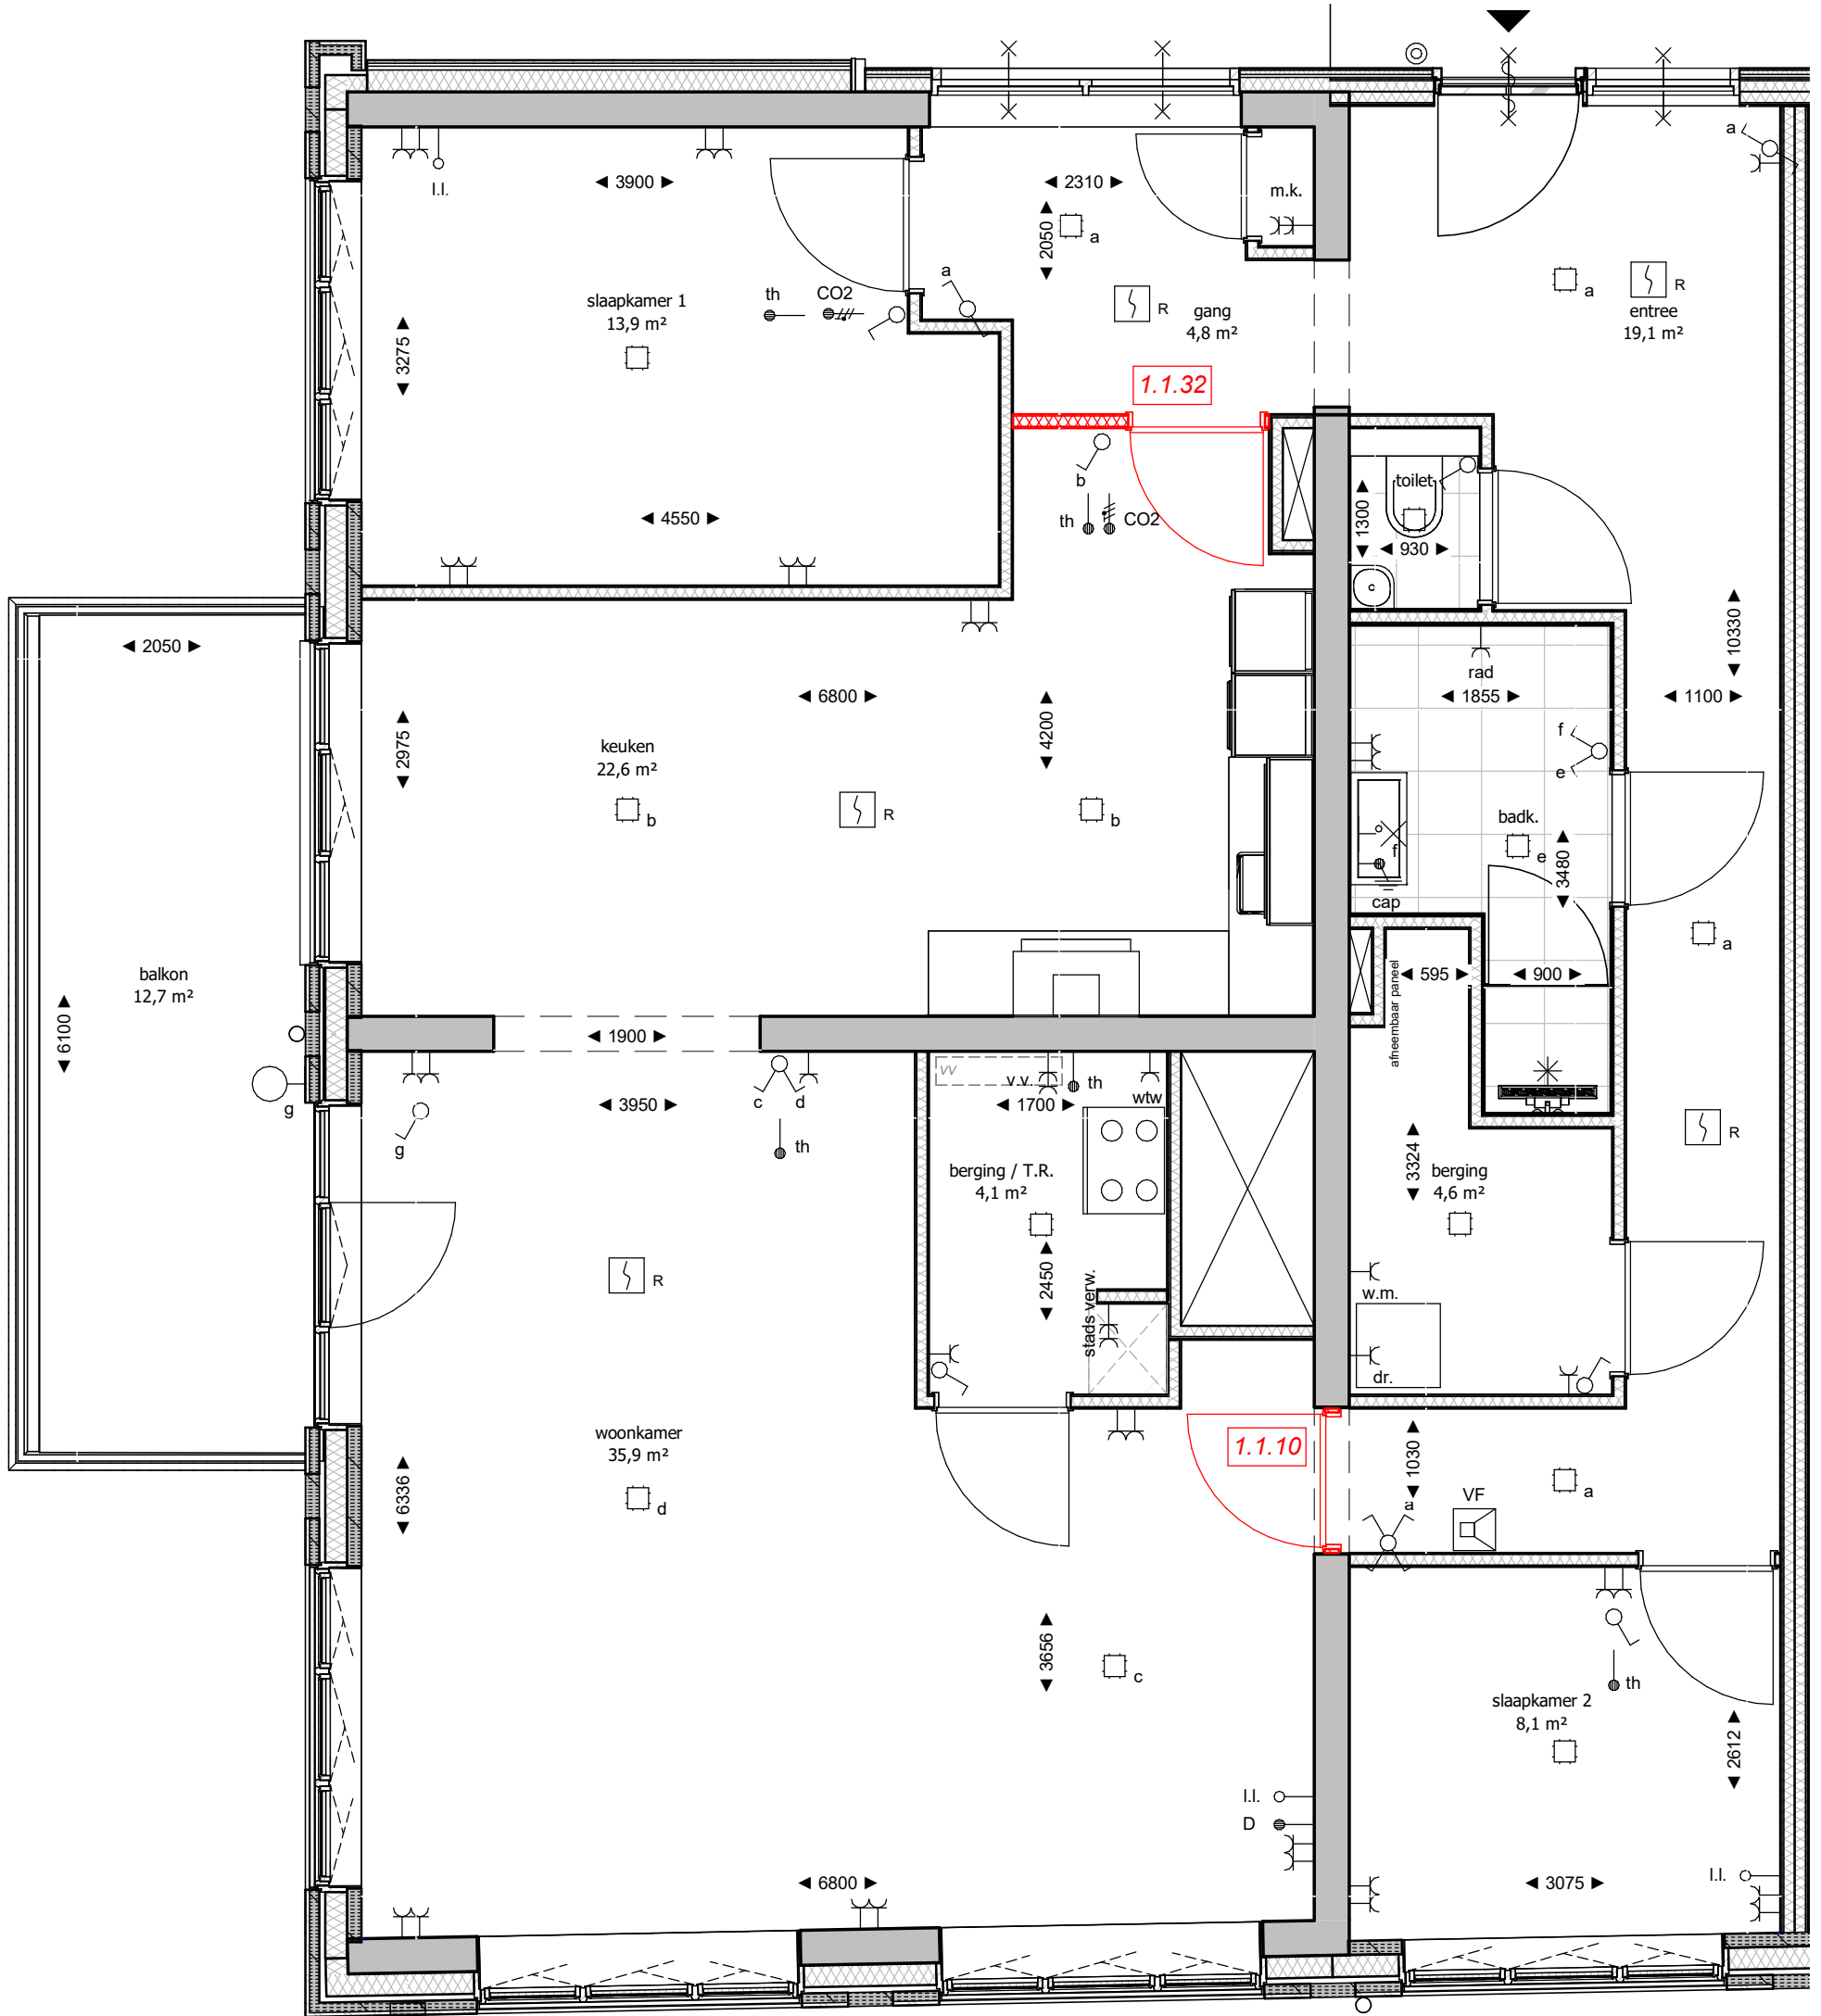 a
l.l.
◄ 3900 ►
◄ 2310 ►
m.k.
2050
a
a
th
CO2
a
R
R
slaapkamer 1
13,9 m²
gang
4,8 m²
entree
19,1 m²
3275
1.1.32
b
th
CO2
◄ 4550 ►
toilet
1300
◄ 930 ►
c
◄ 2050 ►
10330
rad
◄ 6800 ►
4200
◄ 1855 ►
◄ 1100 ►
2975
keuken
22,6 m²
f
e
b
R
b
badk.
e
f
3480
cap
a
balkon
12,7 m²
afneembaar paneel
◄ 595 ►
◄ 900 ►
6100
◄ 1900 ►
vv
v.v.
th
wtw
g
g
◄ 3950 ►
c
d
th
◄ 1700 ►
R
berging / T.R.
4,1 m²
3324
berging
4,6 m²
2450
stads verw.
R
w.m.
dr.
woonkamer
35,9 m²
d
1.1.10
1030
a
VF
a
6336
3656
c
th
slaapkamer 2
8,1 m²
2612
l.l.
D
◄ 6800 ►
◄ 3075 ►
l.l.